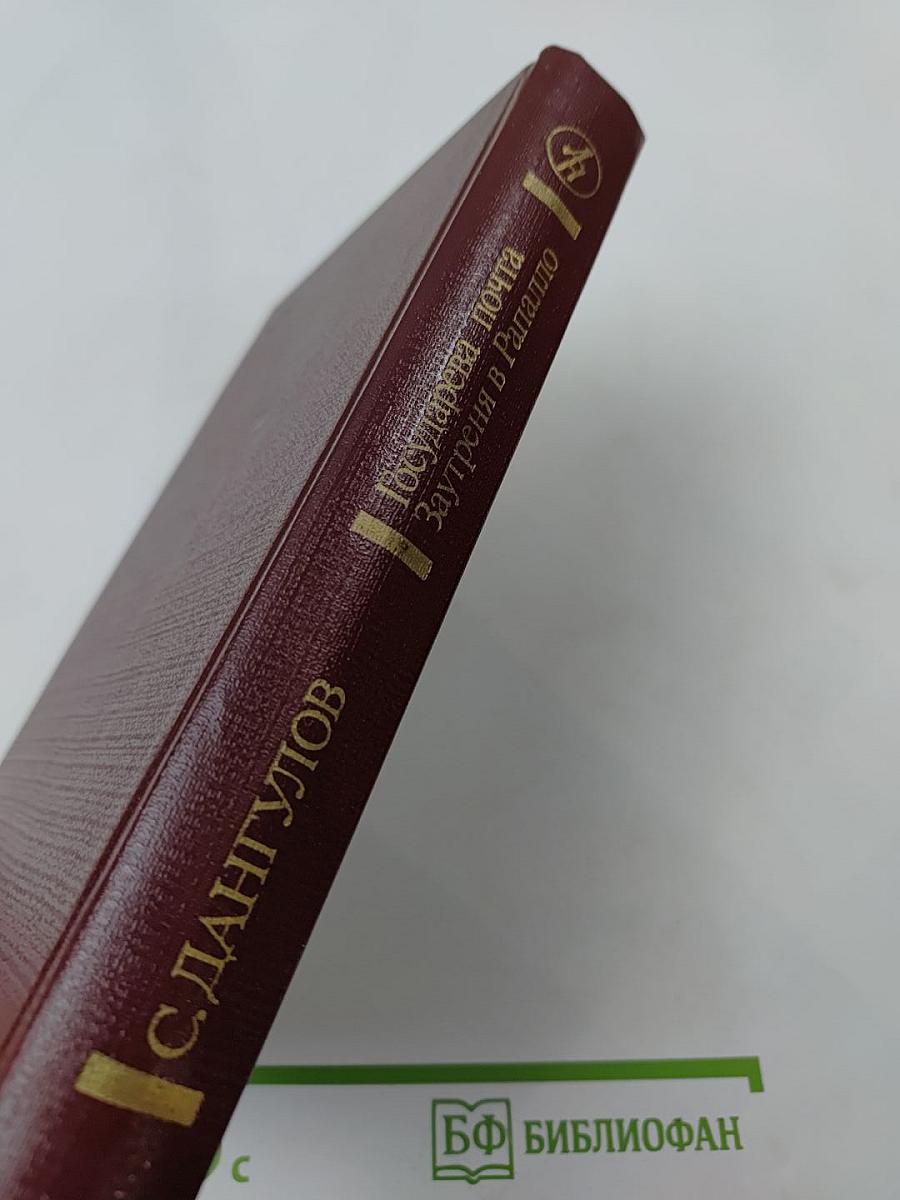 С. ДАНГУЛОВ
Государева почта
Заутреня в Рапалло
с
БФ БИБЛИОФАН